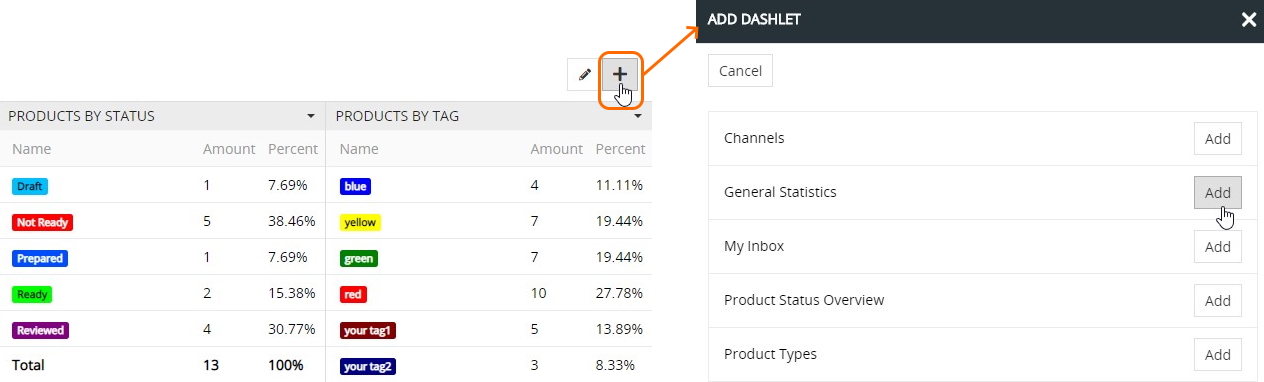 PRODUCTS BY STATUS PRODUCTS BY TAG
Name Amount Percent Name Amount Percent
Draft 1 7.69% blue 4 11.11%
Not Ready 5 38.46% yellow 7 19.44%
Prepared 1 7.69% green 7 19.44%
Ready 2 15.38% red 10 27.78%
Reviewed 4 30.77% your tag1 5 13.89%
Total 13 100% your tag2 3 8.33%
ADD DASHLET
Cancel
Channels Add
General Statistics Add
My Inbox Add
Product Status Overview Add
Product Types Add